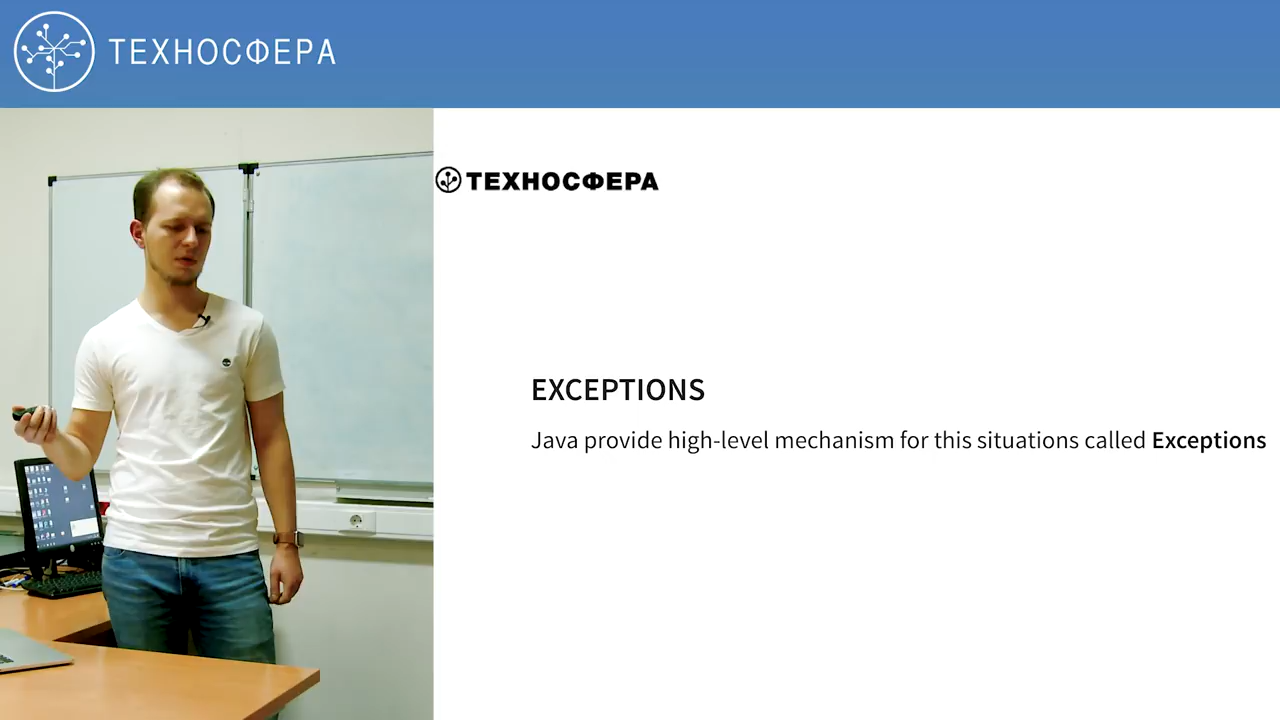 ТЕХНОСФЕРА
ТЕХНОСФЕРА
EXCEPTIONS
Java provide high-level mechanism for this situations called Exceptions